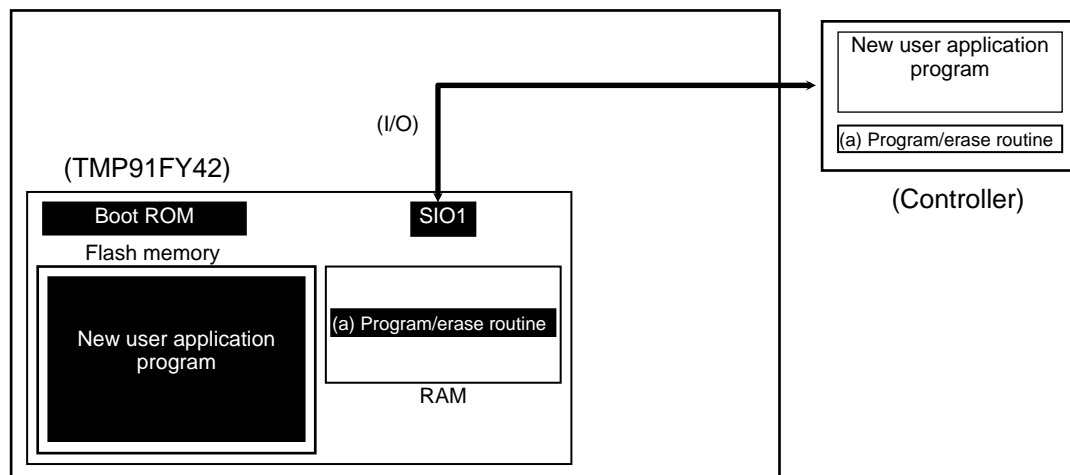 New user application
program
(I/O)
(a) Program/erase routine
(TMP91FY42)
(Controller)
Boot ROM
SIO1
Flash memory
New user application
program
(a) Program/erase routine
RAM